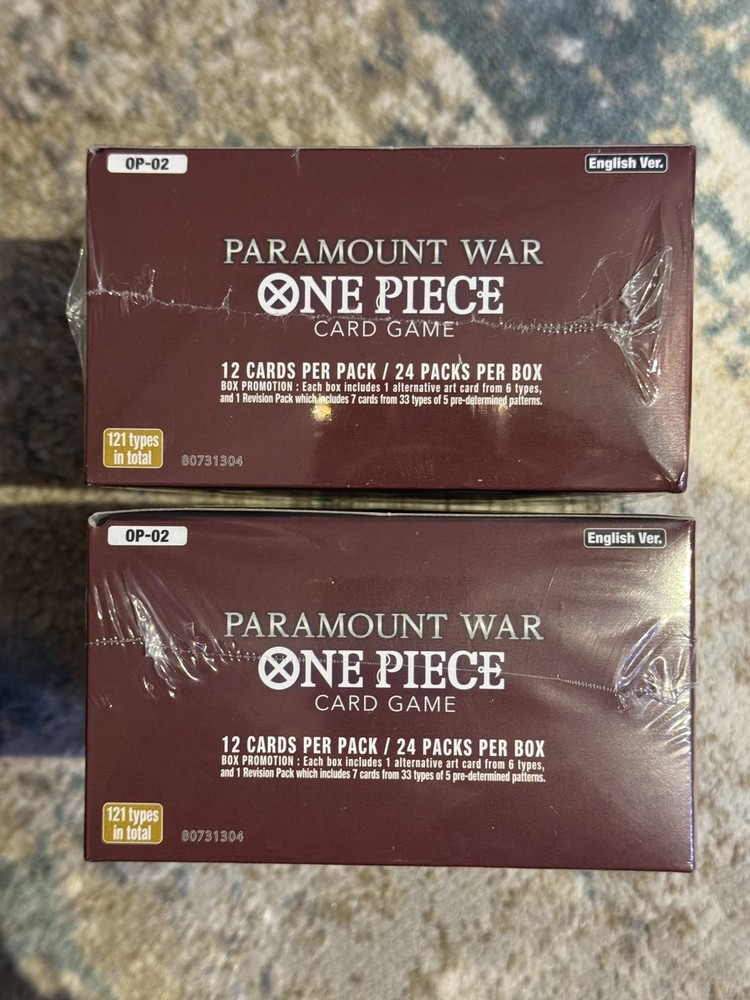 OP-02
English Ver.
PARAMOUNT WAR
ONE PIECE
CARD GAME
12 CARDS PER PACK / 24 PACKS PER BOX
BOX PROMOTION : Each box includes 1 alternative art card from 6 types,
and 1 Revision Pack which includes 7 cards from 33 types of 5 pre-determined patterns.
121 types
in total
80731304
OP-02
English Ver.
PARAMOUNT WAR
ONE PIECE
CARD GAME
12 CARDS PER PACK / 24 PACKS PER BOX
BOX PROMOTION : Each box includes 1 alternative art card from 6 types,
and 1 Revision Pack which includes 7 cards from 33 types of 5 pre-determined patterns.
121 types
in total
80731304